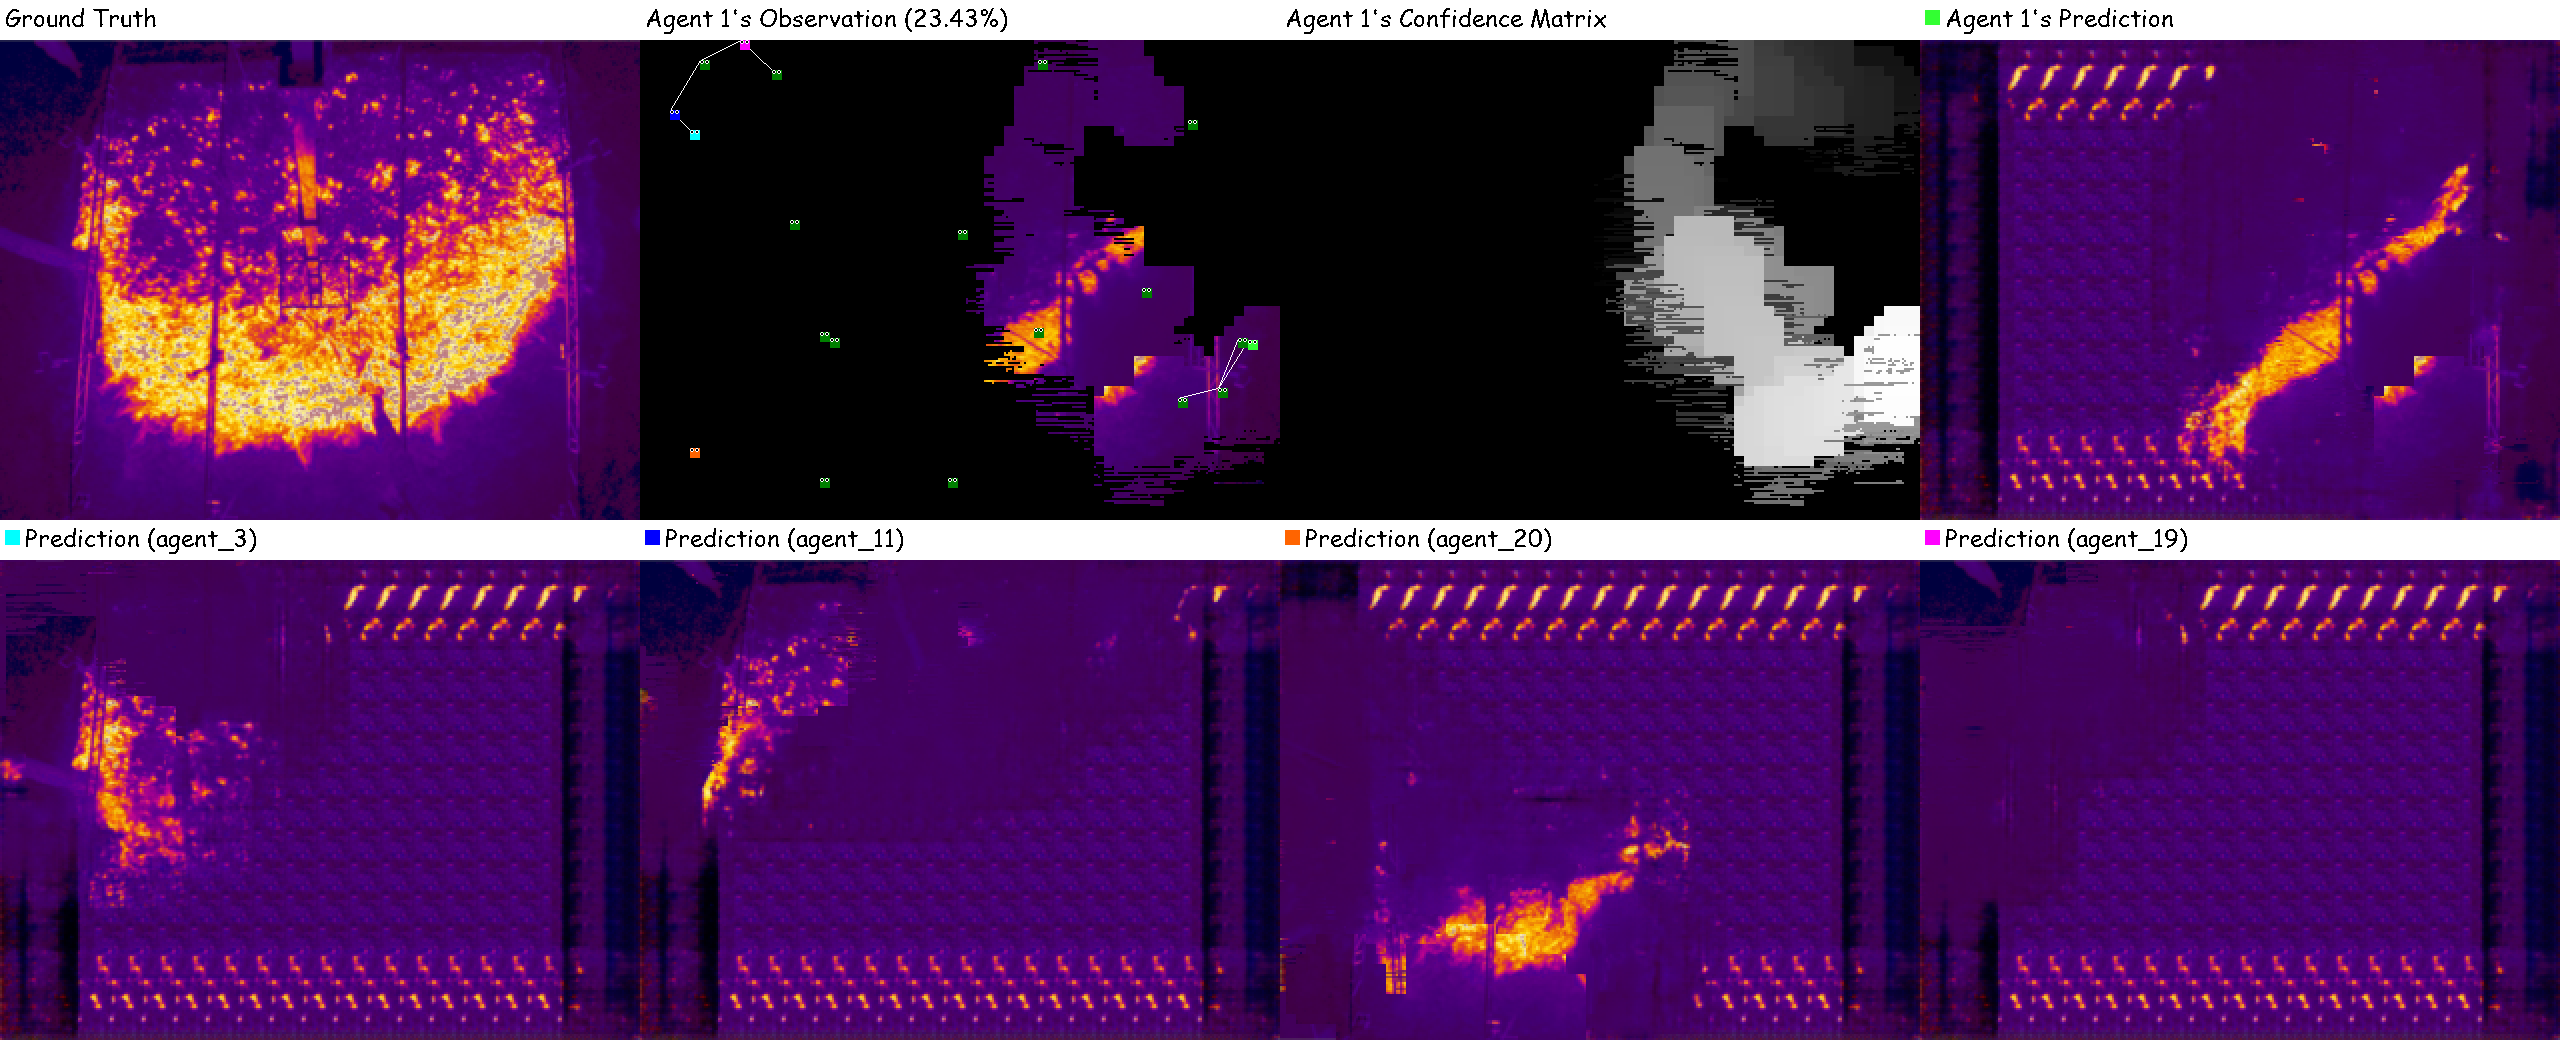 Ground Truth
Agent 1's Observation (23.43%)
Agent 1's Confidence Matrix
Agent 1's Prediction
Prediction (agent_3)
Prediction (agent_11)
Prediction (agent_20)
Prediction (agent_19)